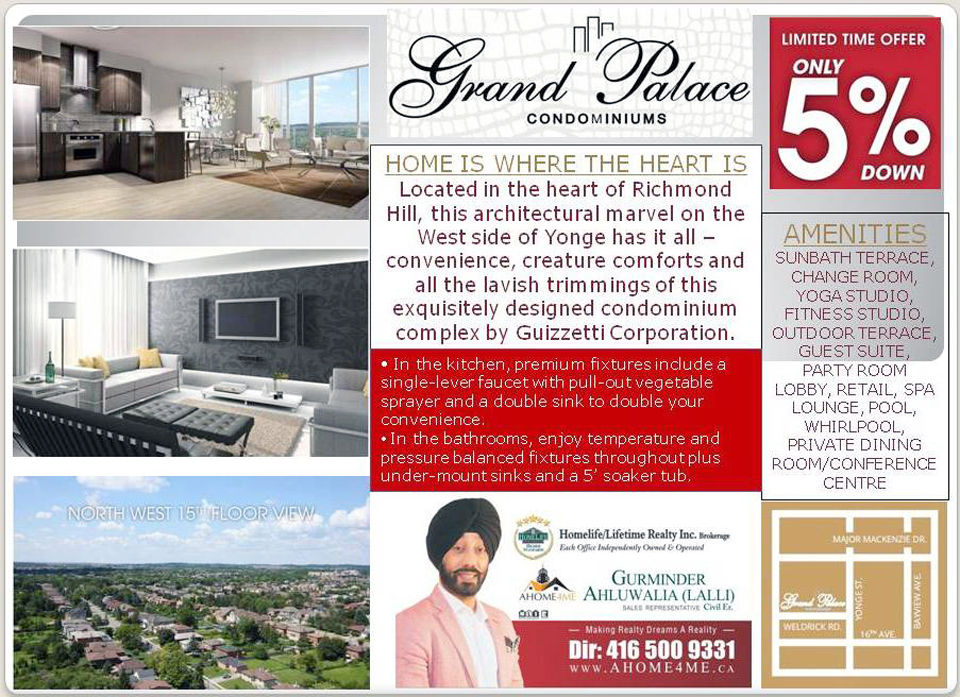 Grand Palace
CONDOMINIUMS
LIMITED TIME OFFER
ONLY
5%
DOWN
HOME IS WHERE THE HEART IS
Located in the heart of Richmond
Hill, this architectural marvel on the
West side of Yonge has it all –
convenience, creature comforts and
all the lavish trimmings of this
exquisitely designed condominium
complex by Guizzetti Corporation.
• In the kitchen, premium fixtures include a
single-lever faucet with pull-out vegetable
sprayer and a double sink to double your
convenience.
• In the bathrooms, enjoy temperature and
pressure balanced fixtures throughout plus
under-mount sinks and a 5' soaker tub.
AMENITIES
SUNBATH TERRACE,
CHANGE ROOM,
YOGA STUDIO,
FITNESS STUDIO,
OUTDOOR TERRACE,
GUEST SUITE,
PARTY ROOM
LOBBY, RETAIL, SPA
LOUNGE, POOL,
WHIRLPOOL,
PRIVATE DINING
ROOM/CONFERENCE
CENTRE
NORTH WEST 15TH FLOOR VIEW
HOMELIFE
Homelife/Lifetime Realty Inc. Brokerage
Each Office Independently Owned & Operated
AHOME4ME
GURMINDER
AHLUWALIA (LALLI)
SALES REPRESENTATIVE Civil Er.
Making Realty Dreams A Reality
Dir: 416 500 9331
WWW.AHOME4ME.CA
MAJOR MACKENZIE DR.
Grand Palace
WELDRICK RD.
YONGE ST.
16TH AVE.
BAYVIEW AVE.